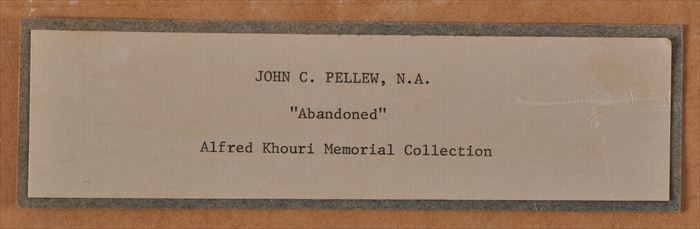 JOHN C. PELLEW, N.A.
"Abandoned"
Alfred Khouri Memorial Collection